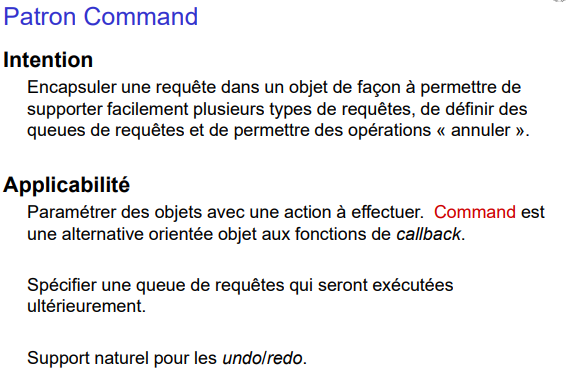 Patron Command
Intention
Encapsuler une requête dans un objet de façon à permettre de
supporter facilement plusieurs types de requêtes, de définir des
queues de requêtes et de permettre des opérations « annuler ».
Applicabilité
Paramétrer des objets avec une action à effectuer. Command est
une alternative orientée objet aux fonctions de callback.
Spécifier une queue de requêtes qui seront exécutées
ultérieurement.
Support naturel pour les undo/redo.